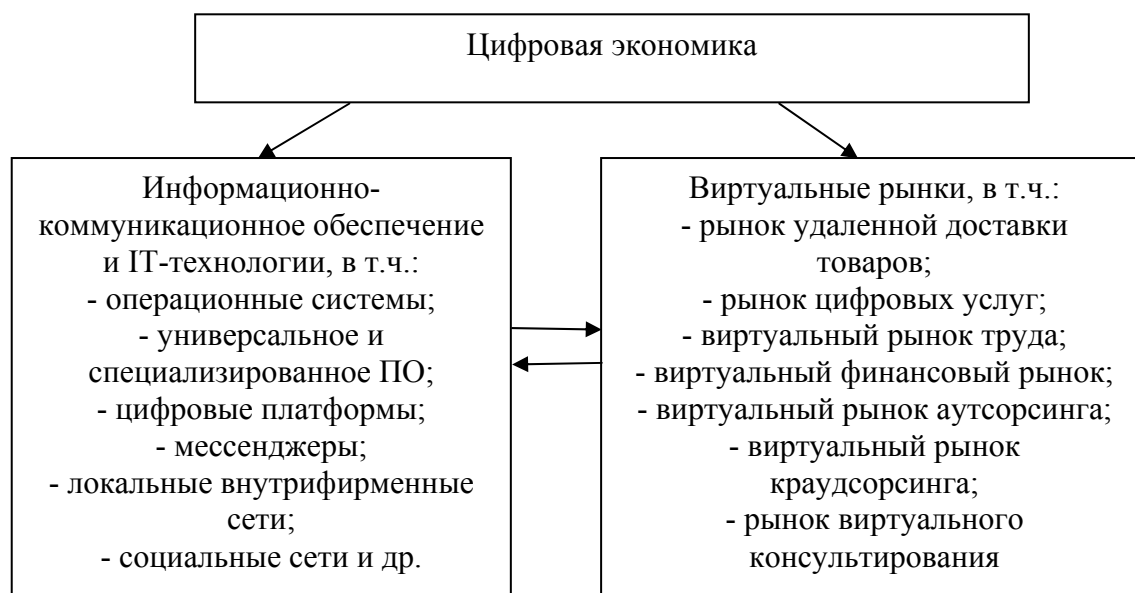 Цифровая экономика
Информационно-
коммуникационное обеспечение
и IT-технологии, в т.ч.:
- операционные системы;
- универсальное и
специализированное ПО;
- цифровые платформы;
- мессенджеры;
- локальные внутрифирменные
сети;
- социальные сети и др.
Виртуальные рынки, в т.ч.:
- рынок удаленной доставки
товаров;
- рынок цифровых услуг;
- виртуальный рынок труда;
- виртуальный финансовый рынок;
- виртуальный рынок аутсорсинга;
- виртуальный рынок
краудсорсинга;
- рынок виртуального
консультирования